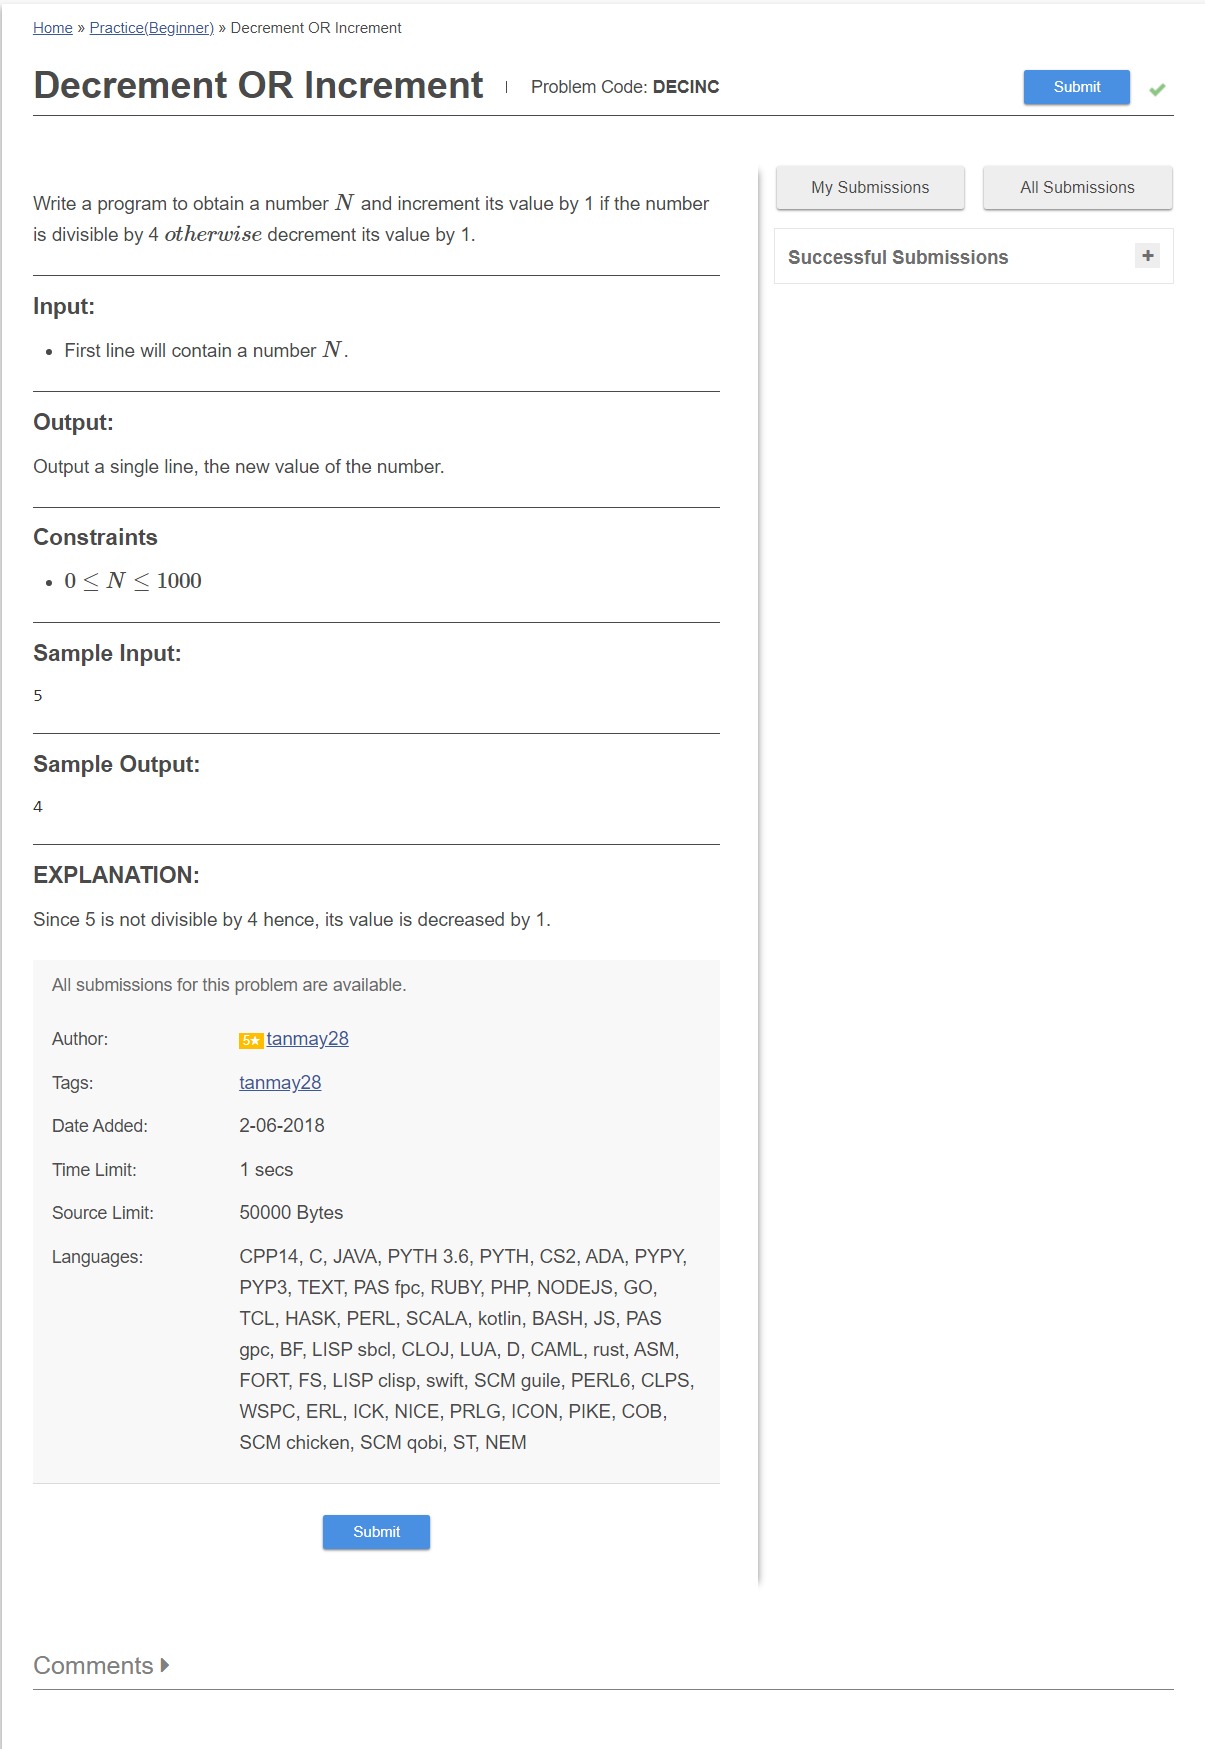 Home » Practice(Beginner) » Decrement OR Increment
Decrement OR Increment | Problem Code: DECINC
Submit
My Submissions
All Submissions
Successful Submissions
+
Write a program to obtain a number N and increment its value by 1 if the number
is divisible by 4 otherwise decrement its value by 1.
Input:
• First line will contain a number N.
Output:
Output a single line, the new value of the number.
Constraints
• 0 ≤ N ≤ 1000
Sample Input:
5
Sample Output:
4
EXPLANATION:
Since 5 is not divisible by 4 hence, its value is decreased by 1.
All submissions for this problem are available.
Author: 5★ tanmay28
Tags: tanmay28
Date Added: 2-06-2018
Time Limit: 1 secs
Source Limit: 50000 Bytes
Languages: CPP14, C, JAVA, PYTH 3.6, PYTH, CS2, ADA, PYPY,
PYP3, TEXT, PAS fpc, RUBY, PHP, NODEJS, GO,
TCL, HASK, PERL, SCALA, kotlin, BASH, JS, PAS
gpc, BF, LISP sbcl, CLOJ, LUA, D, CAML, rust, ASM,
FORT, FS, LISP clisp, swift, SCM guile, PERL6, CLPS,
WSPC, ERL, ICK, NICE, PRLG, ICON, PIKE, COB,
SCM chicken, SCM qobi, ST, NEM
Submit
Comments